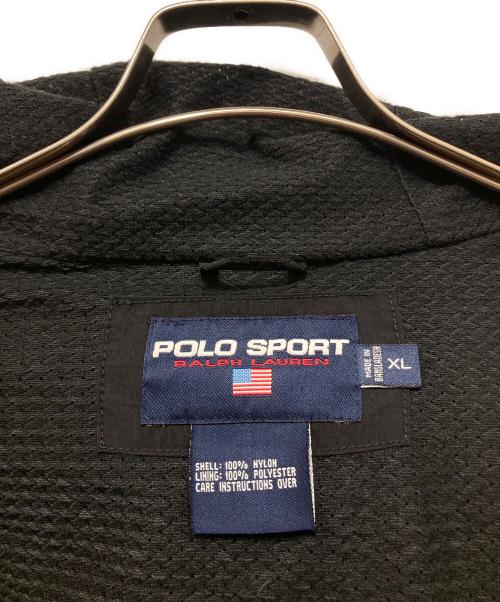 POLO SPORT
RALPH LAUREN
MADE IN
BANGLADESH
XL
SHELL: 100% NYLON
LINING: 100% POLYESTER
CARE INSTRUCTIONS OVER